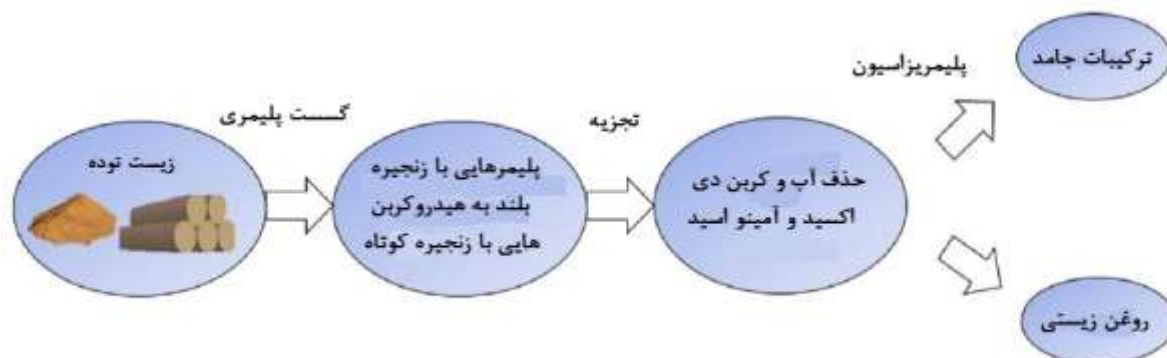 زیست توده
گسست پلیمری
پلیمرهایی با زنجیره
بلند به هیدروکربن
هایی با زنجیره کوتاه
تجزیه
حذف آب و کربن دی
اکسید و آمینو اسید
پلیمریزاسیون
ترکیبات جامد
روغن زیستی